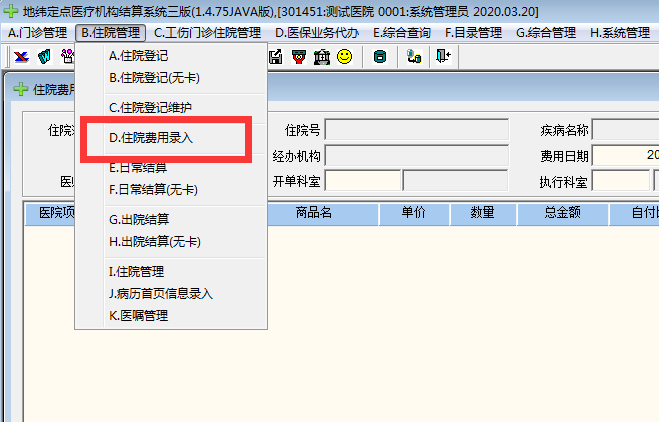 地纬定点医疗机构结算系统三版(1.4.75JAVA版),[301451:测试医院 0001:系统管理员 2020.03.20]
A.门诊管理 B.住院管理 C.工伤门诊住院管理 D.医保业务代办 E.综合查询 F.目录管理 G.综合管理 H.系统管理
A.住院登记
B.住院登记(无卡)
C.住院登记维护
D.住院费用录入
E.日常结算
F.日常结算(无卡)
G.出院结算
H.出院结算(无卡)
I.住院管理
J.病历首页信息录入
K.医嘱管理
住院费
住院 住院号 疾病名称
经办机构 费用日期 20
医 开单科室 执行科室
医院项 商品名 单价 数量 总金额 自付